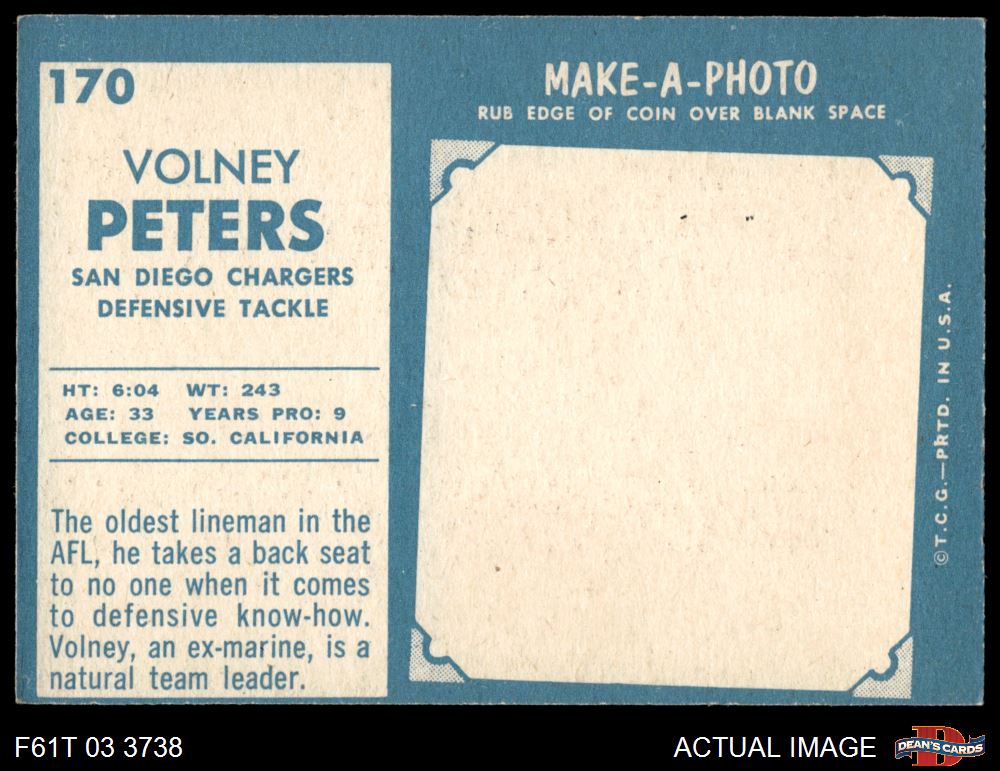 170
VOLNEY
PETERS
SAN DIEGO CHARGERS
DEFENSIVE TACKLE
HT: 6:04 WT: 243
AGE: 33 YEARS PRO: 9
COLLEGE: SO. CALIFORNIA
The oldest lineman in the
AFL, he takes a back seat
to no one when it comes
to defensive know-how.
Volney, an ex-marine, is a
natural team leader.
MAKE-A-PHOTO
RUB EDGE OF COIN OVER BLANK SPACE
©T.C.G.—PRTD. IN U.S.A.
F61T 03 3738
ACTUAL IMAGE
D
DEAN'S CARDS